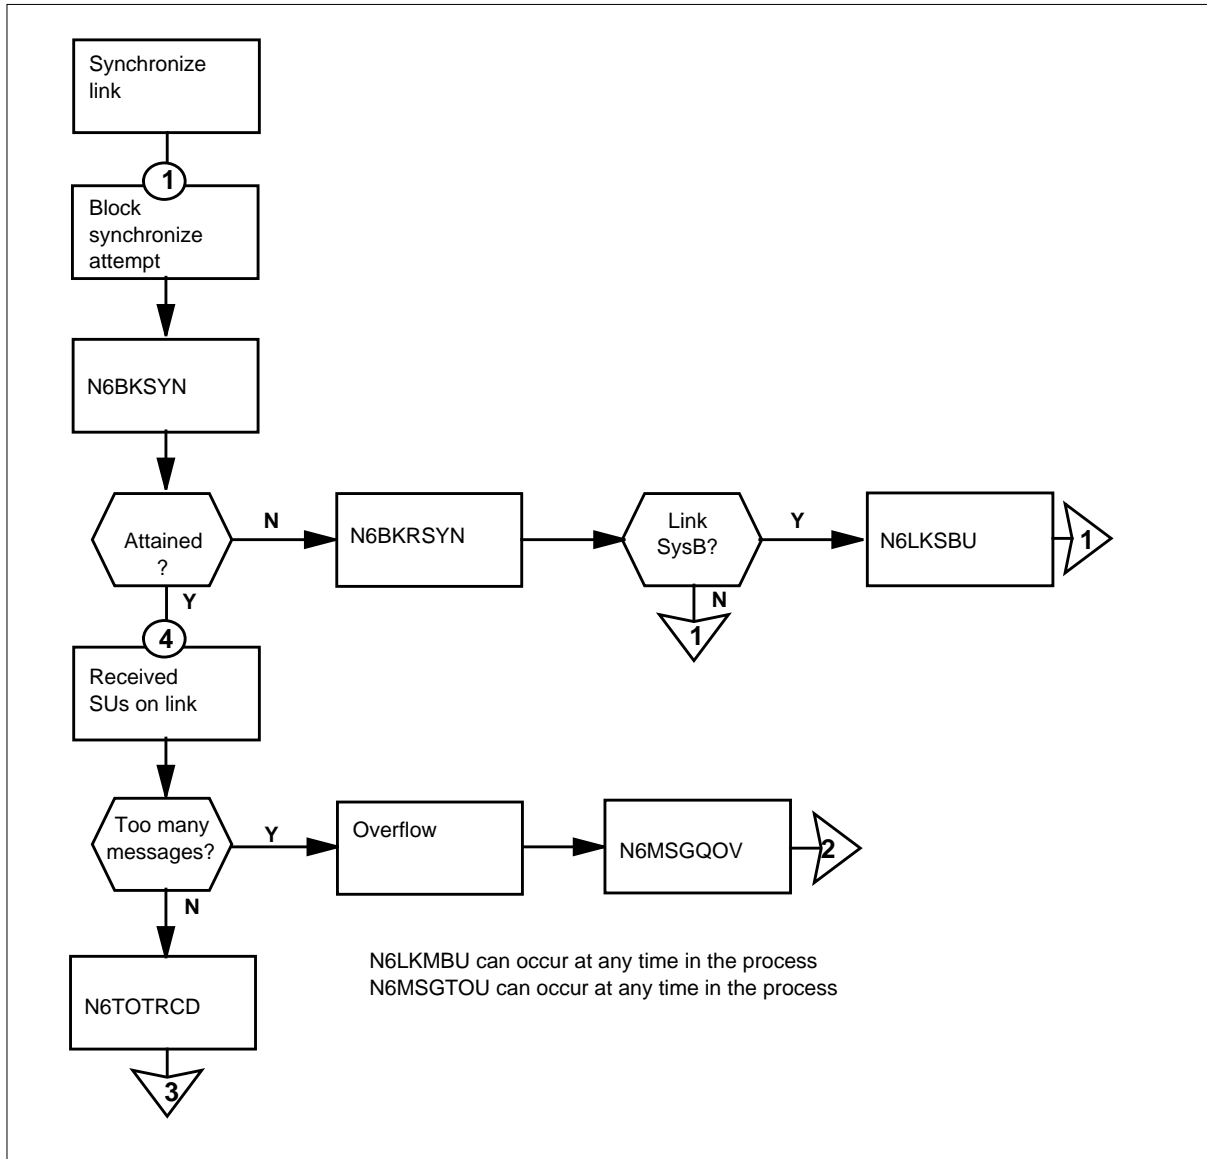 Synchronize
link
1
Block
synchronize
attempt
N6BKSYN
Attained
?
N
N6BKRSYN
Link
SysB?
Y
N6LKSBU
1
N
1
Y
4
Received
SUs on link
Too many
messages?
Y
Overflow
N6MSGQOV
2
N
N6TOTRCD
3
N6LKMBU can occur at any time in the process
N6MSGTOU can occur at any time in the process